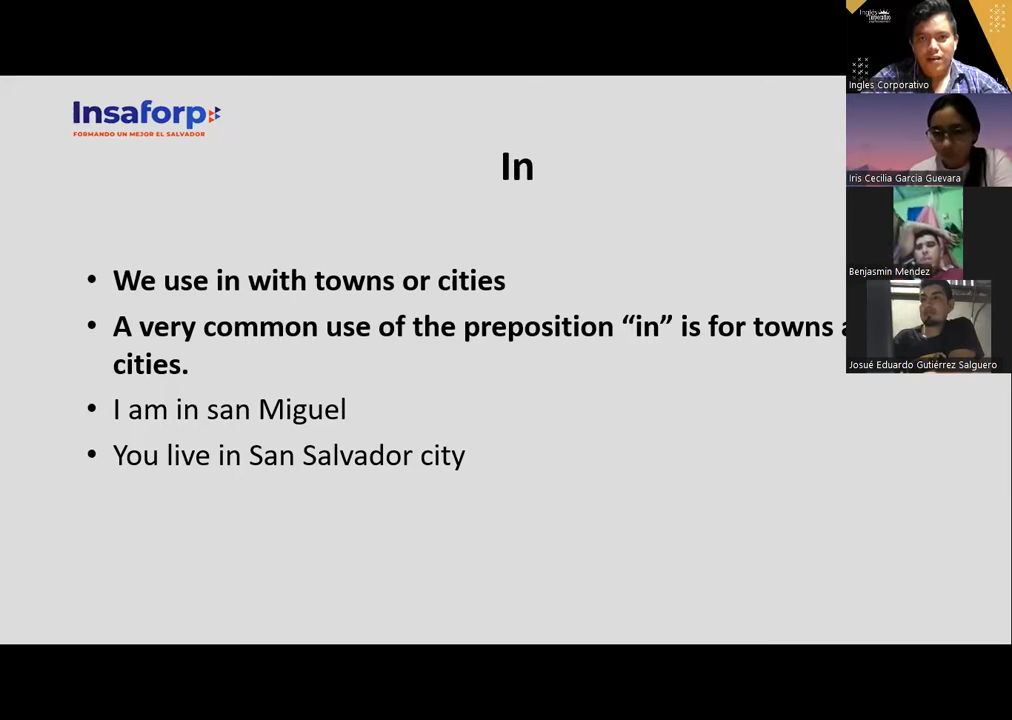 Insaforp
FORMANDO UN MEJOR EL SALVADOR
In
• We use in with towns or cities
• A very common use of the preposition “in” is for towns
cities.
• I am in san Miguel
• You live in San Salvador city
Inglés
Corporativo
Ingles Corporativo
Iris Cecilia Garcia Guevara
Benjasmin Mendez
Josué Eduardo Gutiérrez Salguero